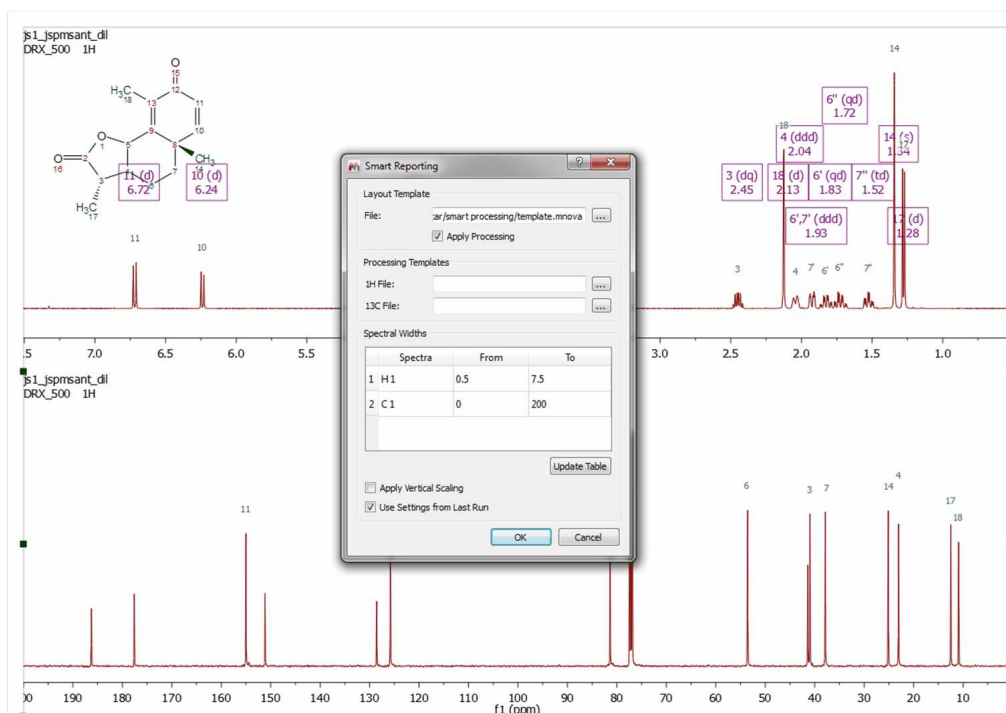 js1_jspmsant_dil
DRX_500 1H
O
15
H₃C
18
12
13
11
9
10
O
1
5
8
O
16
2
CH₃
14
7
3
H₃C
17
11 (d)
6.72
10 (d)
6.24
11
10
14
6'' (qd)
1.72
18
4 (ddd)
2.04
14 (s)
1.34
17
3 (dq)
2.45
18 (d)
2.13
6' (qd)
1.83
7'' (td)
1.52
6',7' (ddd)
1.93
17 (d)
1.28
3
4
7'
6'
6''
7''
.5
7.0
6.5
6.0
5.5
3.0
2.5
2.0
1.5
1.0
Smart Reporting
Layout Template
File:
ar/smart processing/template.mnova
...
Apply Processing
Processing Templates
1H File:
...
13C File:
...
Spectral Widths
Spectra From To
1 H 1 0.5 7.5
2 C 1 0 200
Update Table
Apply Vertical Scaling
Use Settings from Last Run
OK Cancel
js1_jspmsant_dil
DRX_500 1H
11
6
3
7
14
4
17
18
00 190 180 170 160 150 140 130 120 110 100 90 80 70 60 50 40 30 20 10
f1 (ppm)